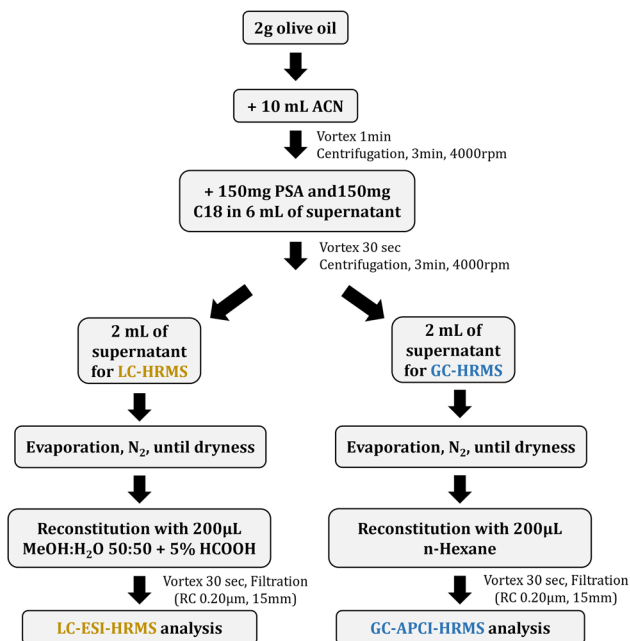 2g olive oil
+ 10 mL ACN
Vortex 1min
Centrifugation, 3min, 4000rpm
+ 150mg PSA and150mg
C18 in 6 mL of supernatant
Vortex 30 sec
Centrifugation, 3min, 4000rpm
2 mL of
supernatant
for LC-HRMS
Evaporation, N₂, until dryness
Reconstitution with 200μL
MeOH:H₂O 50:50 + 5% HCOOH
Vortex 30 sec, Filtration
(RC 0.20μm, 15mm)
LC-ESI-HRMS analysis
2 mL of
supernatant
for GC-HRMS
Evaporation, N₂, until dryness
Reconstitution with 200μL
n-Hexane
Vortex 30 sec, Filtration
(RC 0.20μm, 15mm)
GC-APCI-HRMS analysis